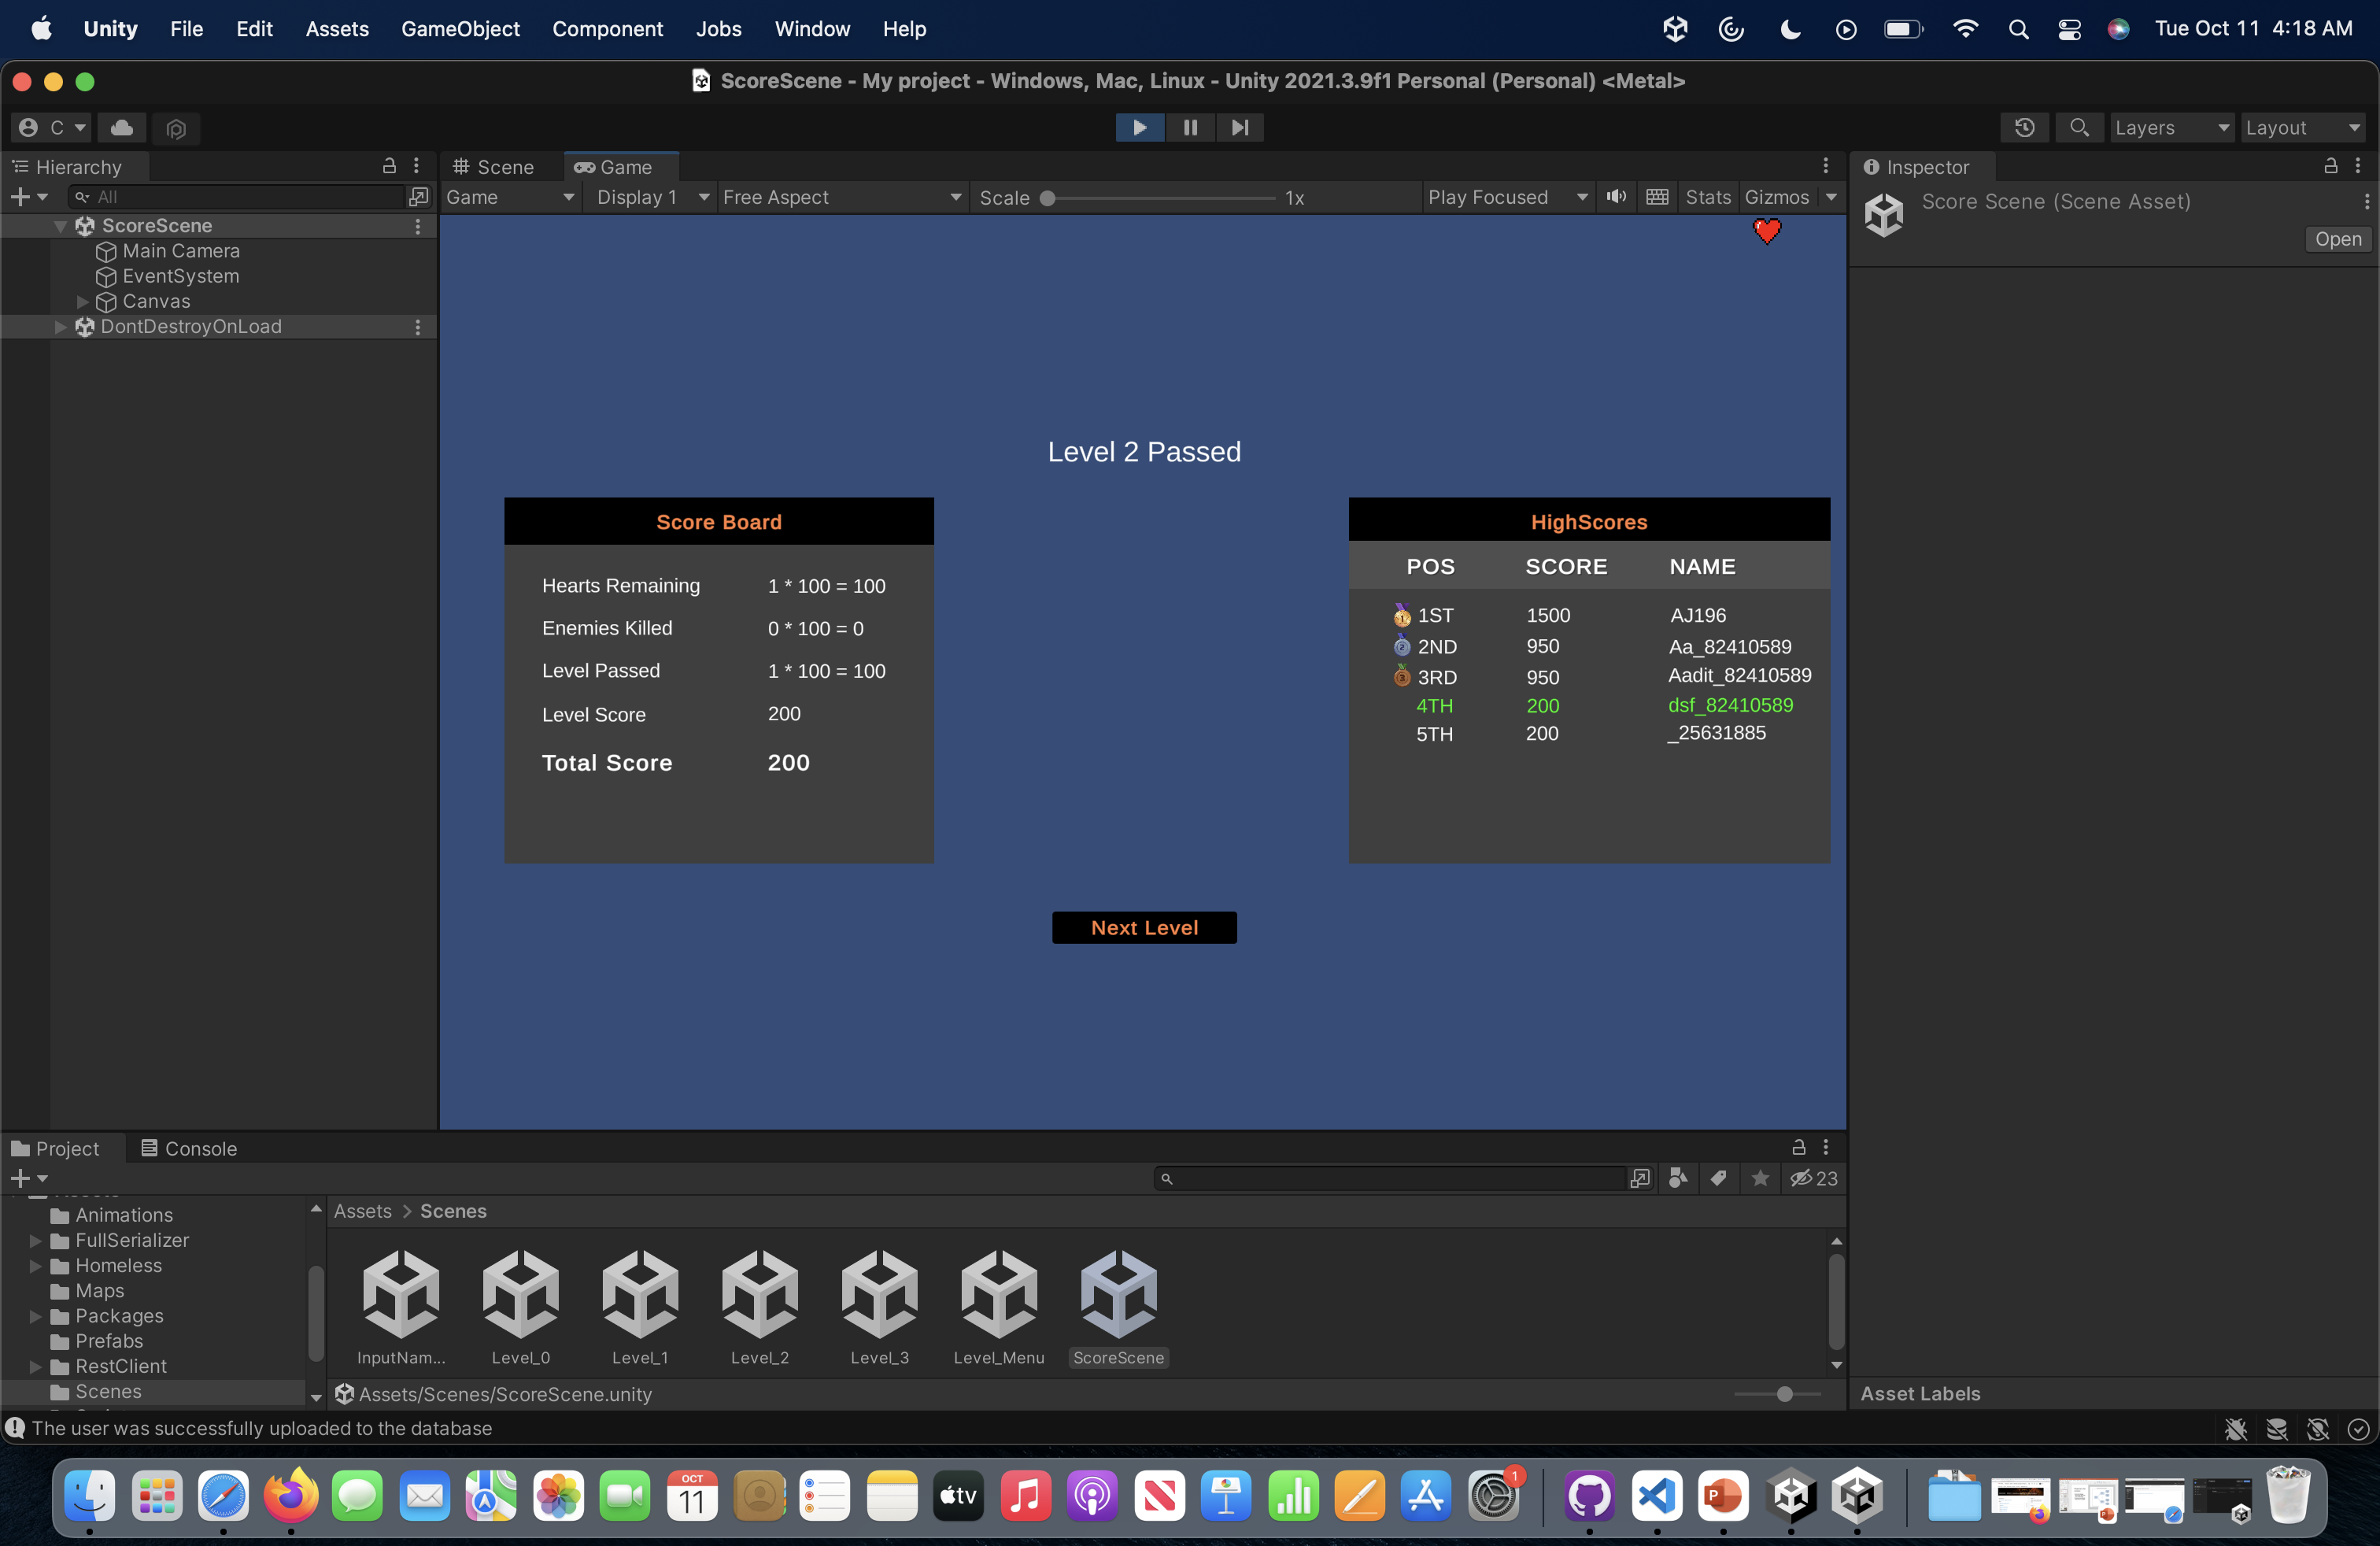 Unity File Edit Assets GameObject Component Jobs Window Help Tue Oct 11 4:18 AM
ScoreScene - My project - Windows, Mac, Linux - Unity 2021.3.9f1 Personal (Personal) <Metal>
C Layers Layout
Hierarchy Scene Game Inspector
All Game Display 1 Free Aspect Scale 1x Play Focused Stats Gizmos
Score Scene (Scene Asset)
Open
ScoreScene
Main Camera
EventSystem
Canvas
DontDestroyOnLoad
Level 2 Passed
Score Board
Hearts Remaining 1 * 100 = 100
Enemies Killed 0 * 100 = 0
Level Passed 1 * 100 = 100
Level Score 200
Total Score 200
HighScores
POS SCORE NAME
1 1ST 1500 AJ196
2 2ND 950 Aa_82410589
3 3RD 950 Aadit_82410589
4TH 200 dsf_82410589
5TH 200 _25631885
Next Level
Project Console
23
Animations
FullSerializer
Homeless
Maps
Packages
Prefabs
RestClient
Scenes
Assets > Scenes
InputNam... Level_0 Level_1 Level_2 Level_3 Level_Menu ScoreScene
Assets/Scenes/ScoreScene.unity
Asset Labels
The user was successfully uploaded to the database
OCT
11
tv
1